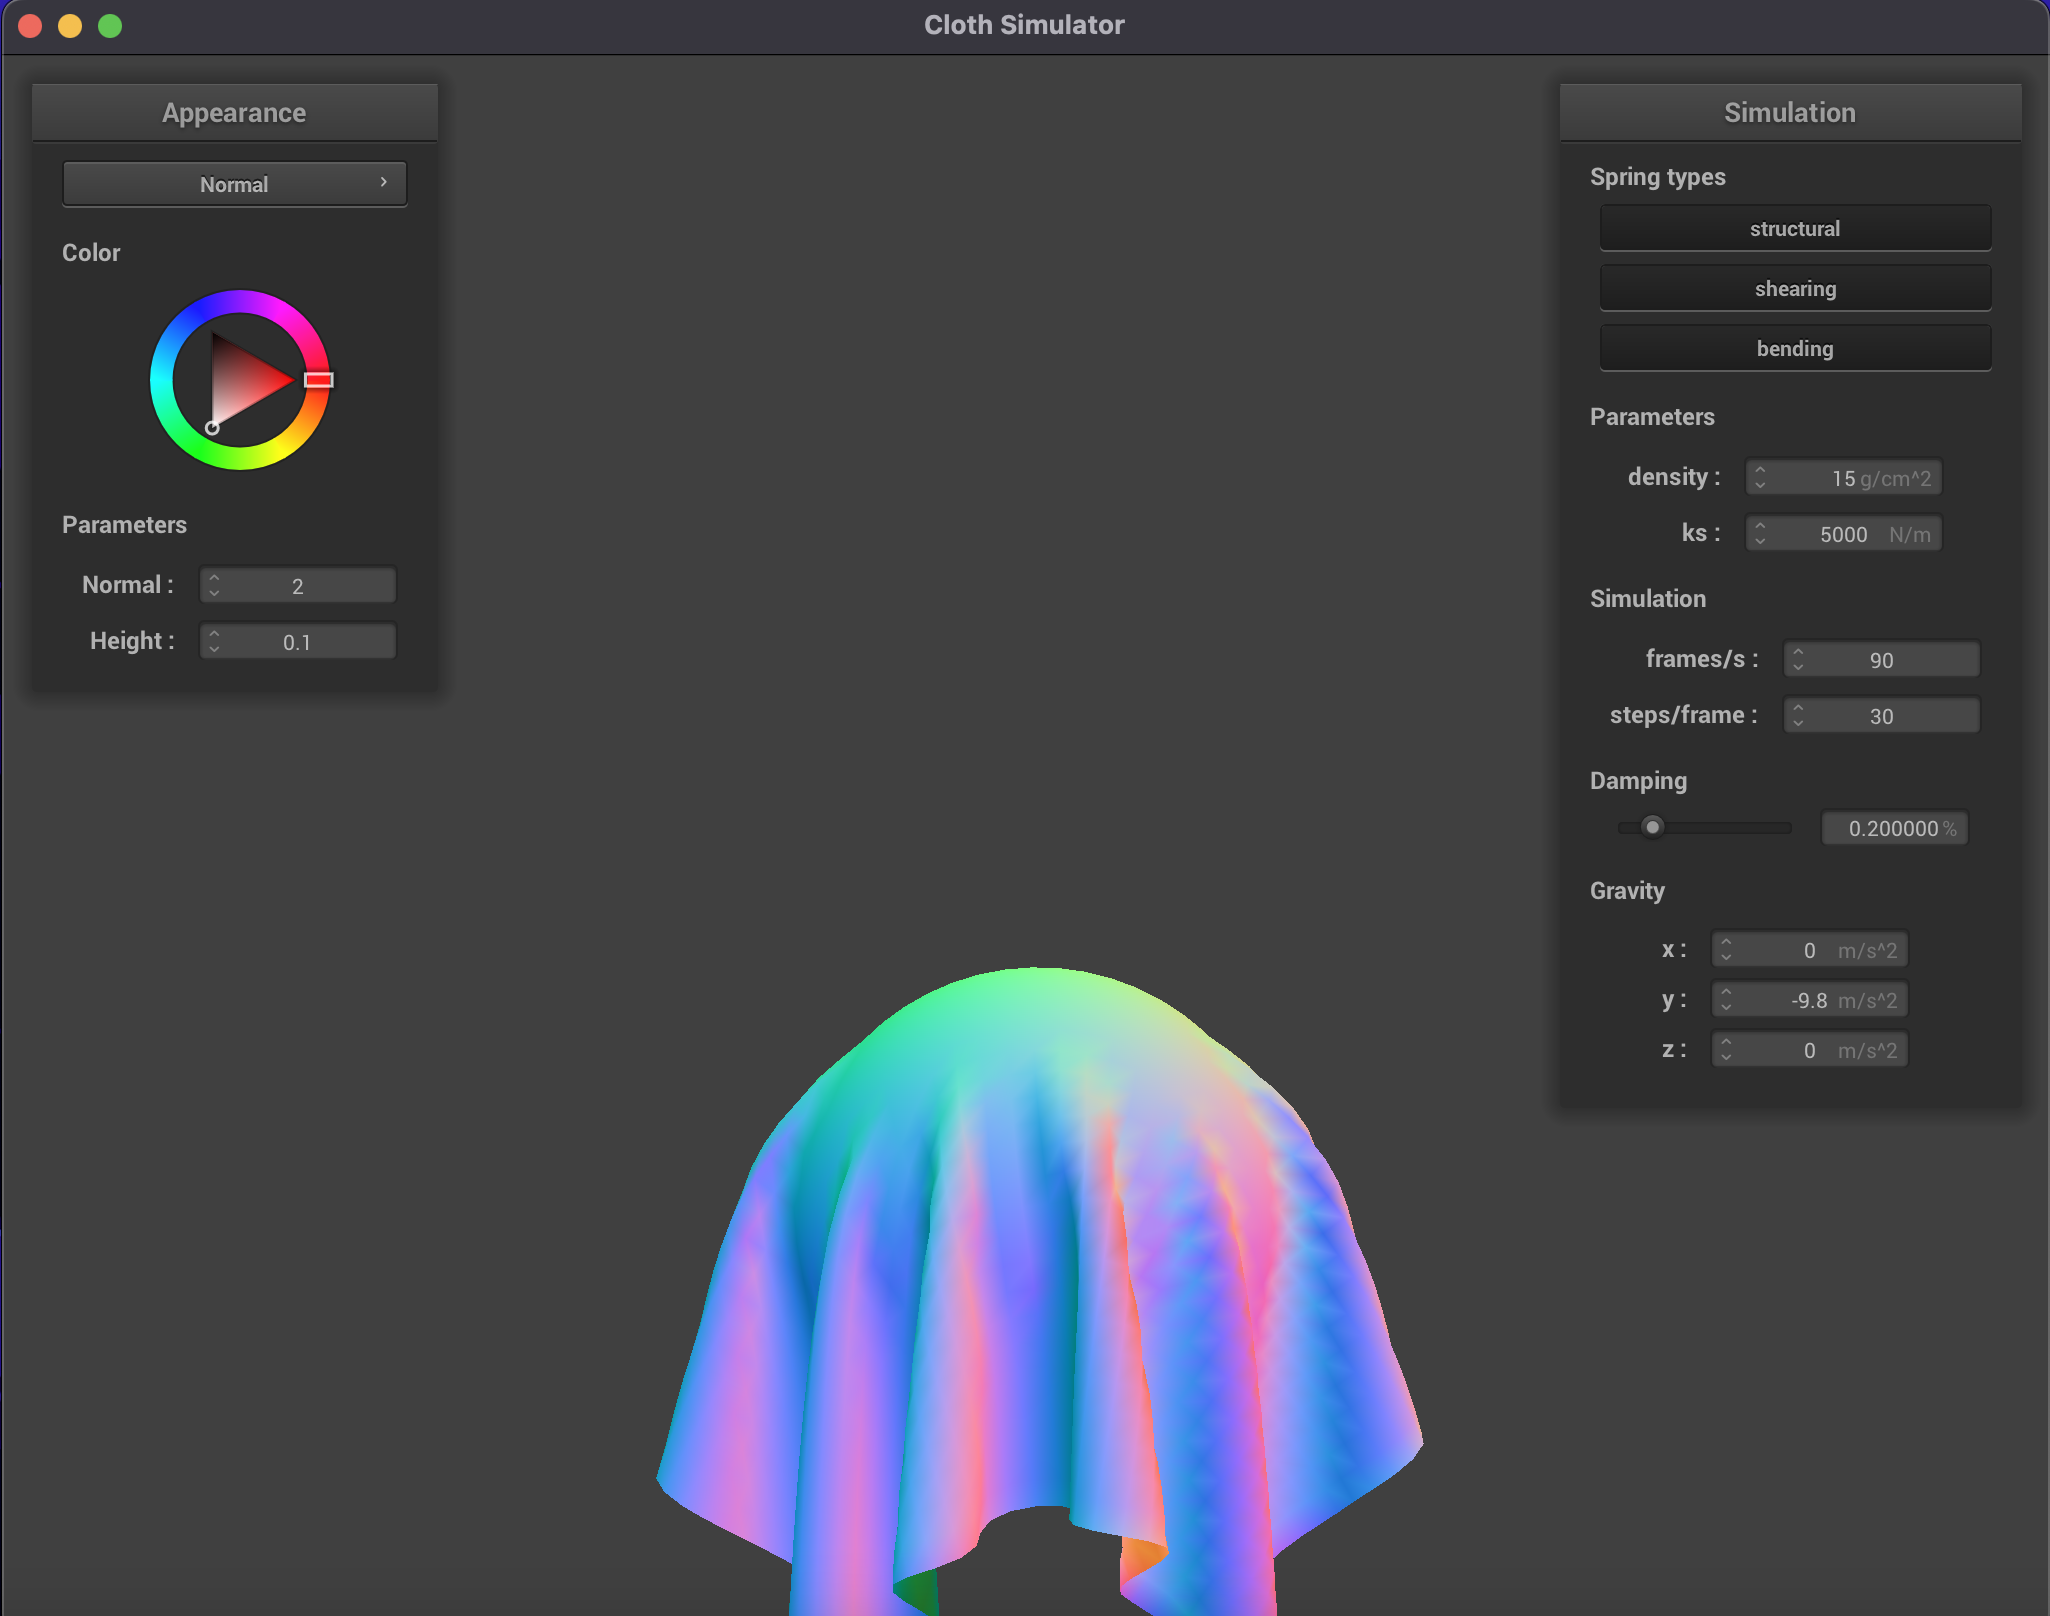 Cloth Simulator
Appearance
Normal
Color
Parameters
Normal : 2
Height : 0.1
Simulation
Spring types
structural
shearing
bending
Parameters
density : 15 g/cm^2
ks : 5000 N/m
Simulation
frames/s : 90
steps/frame : 30
Damping
0.200000 %
Gravity
x : 0 m/s^2
y : -9.8 m/s^2
z : 0 m/s^2